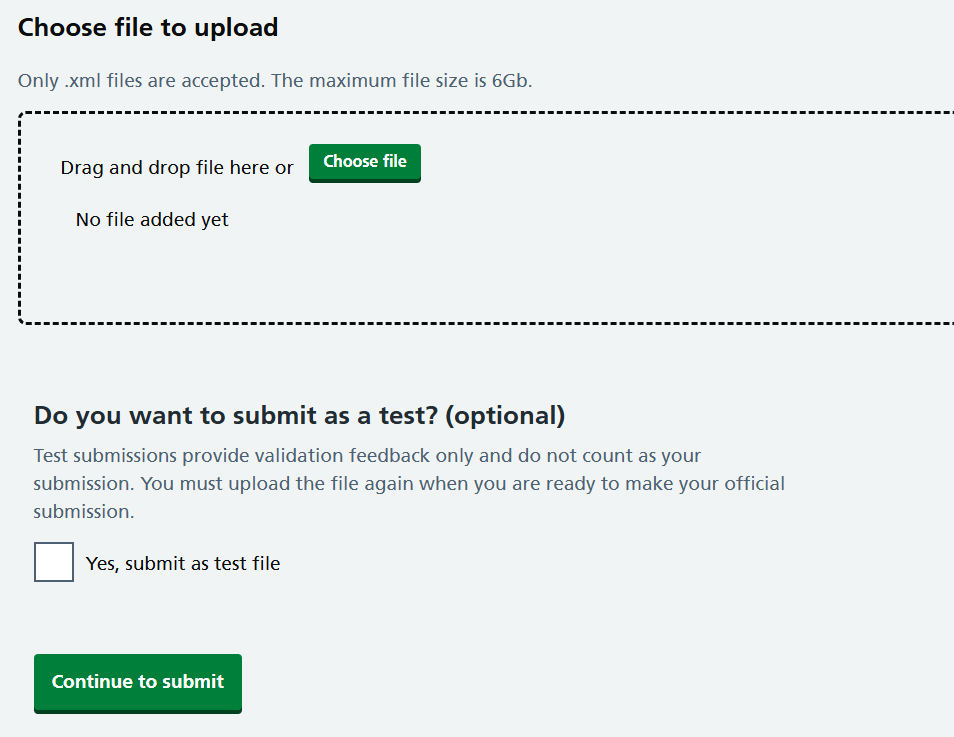 Choose file to upload
Only .xml files are accepted. The maximum file size is 6Gb.
Drag and drop file here or Choose file
No file added yet
Do you want to submit as a test? (optional)
Test submissions provide validation feedback only and do not count as your
submission. You must upload the file again when you are ready to make your official
submission.
Yes, submit as test file
Continue to submit